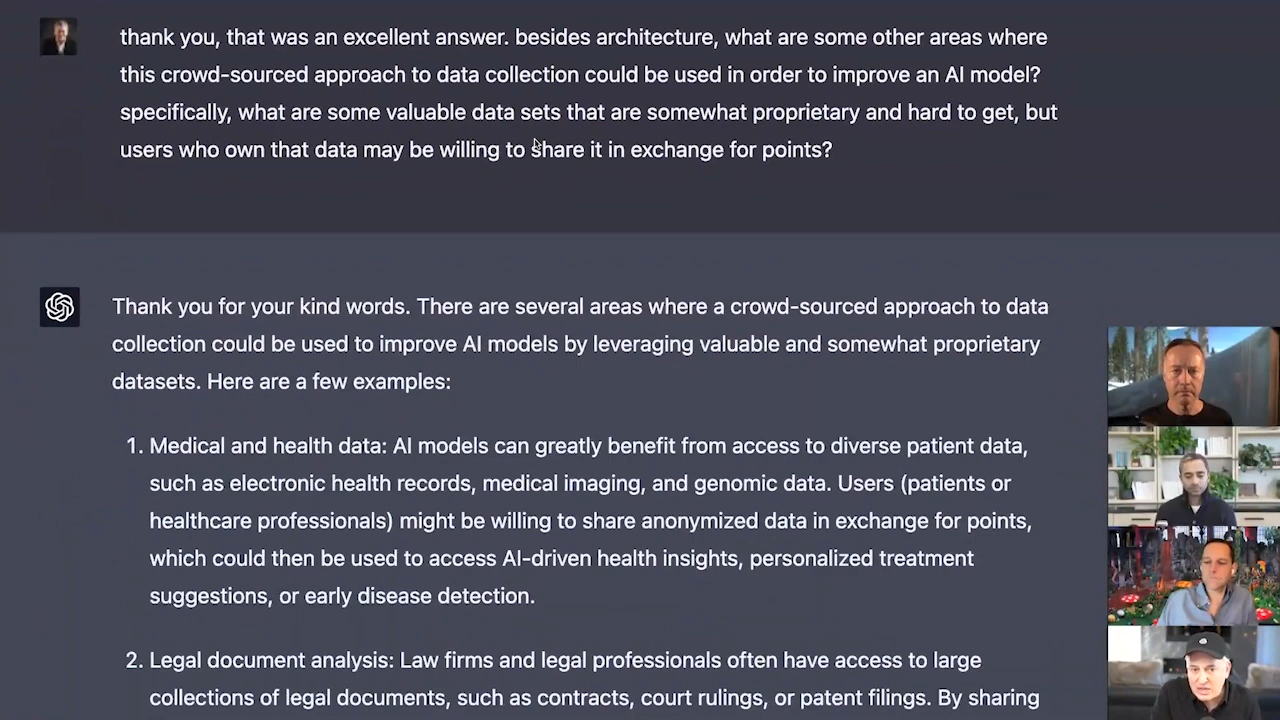 thank you, that was an excellent answer. besides architecture, what are some other areas where
this crowd-sourced approach to data collection could be used in order to improve an AI model?
specifically, what are some valuable data sets that are somewhat proprietary and hard to get, but
users who own that data may be willing to share it in exchange for points?
Thank you for your kind words. There are several areas where a crowd-sourced approach to data
collection could be used to improve AI models by leveraging valuable and somewhat proprietary
datasets. Here are a few examples:
1. Medical and health data: AI models can greatly benefit from access to diverse patient data,
such as electronic health records, medical imaging, and genomic data. Users (patients or
healthcare professionals) might be willing to share anonymized data in exchange for points,
which could then be used to access AI-driven health insights, personalized treatment
suggestions, or early disease detection.
2. Legal document analysis: Law firms and legal professionals often have access to large
collections of legal documents, such as contracts, court rulings, or patent filings. By sharing